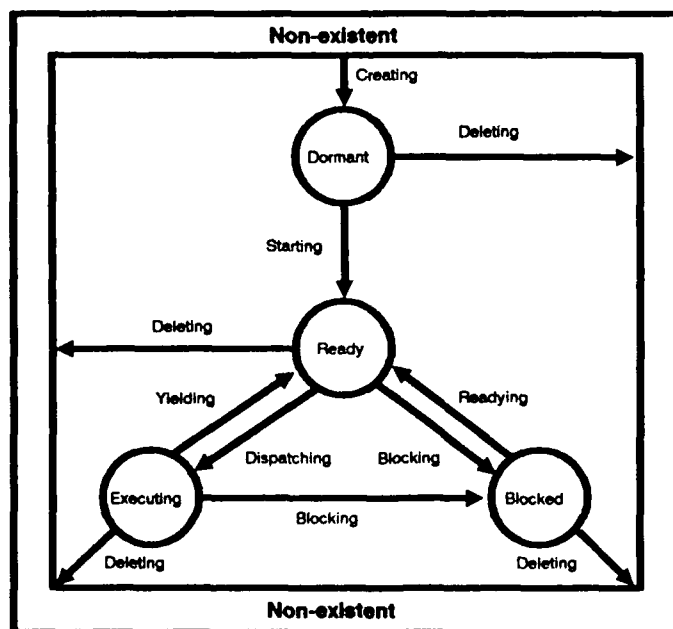 Non-existent
Creating
Dormant
Deleting
Starting
Deleting
Ready
Yielding
Readying
Dispatching
Blocking
Executing
Blocked
Blocking
Deleting
Deleting
Non-existent